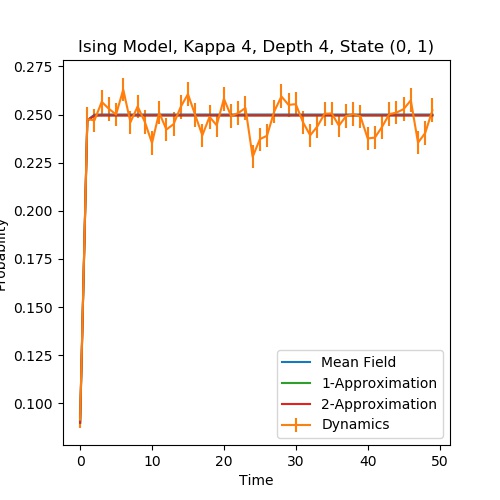 Ising Model, Kappa 4, Depth 4, State (0, 1)
0.275
0.250
0.225
0.200
0.175
0.150
0.125
0.100
Probability
Mean Field
1-Approximation
2-Approximation
Dynamics
0 10 20 30 40 50
Time